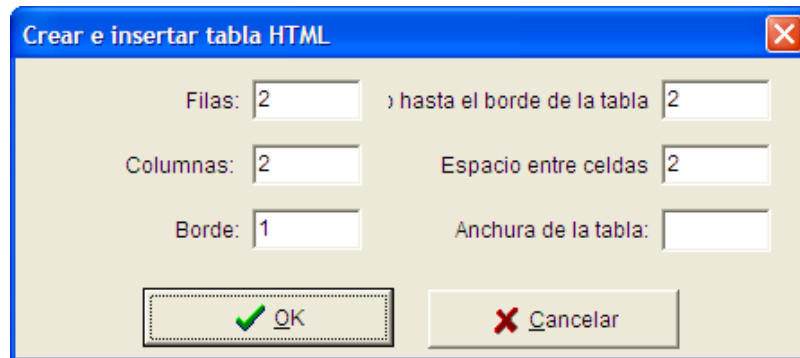 Crear e insertar tabla HTML
Filas: 2 hasta el borde de la tabla 2
Columnas: 2 Espacio entre celdas 2
Borde: 1 Anchura de la tabla:
OK Cancelar